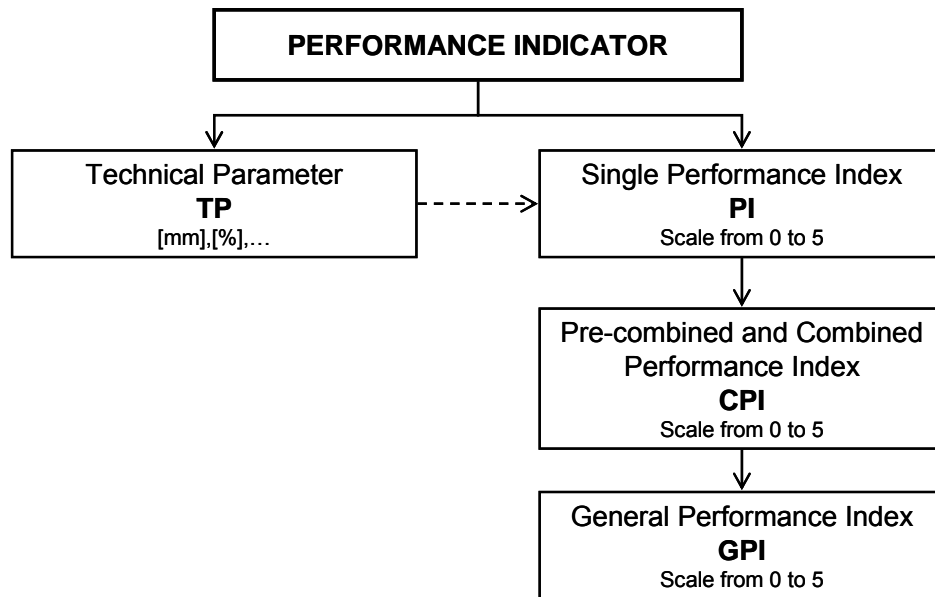 PERFORMANCE INDICATOR
Technical Parameter
TP
[mm],[%],…
Single Performance Index
PI
Scale from 0 to 5
Pre-combined and Combined
Performance Index
CPI
Scale from 0 to 5
General Performance Index
GPI
Scale from 0 to 5